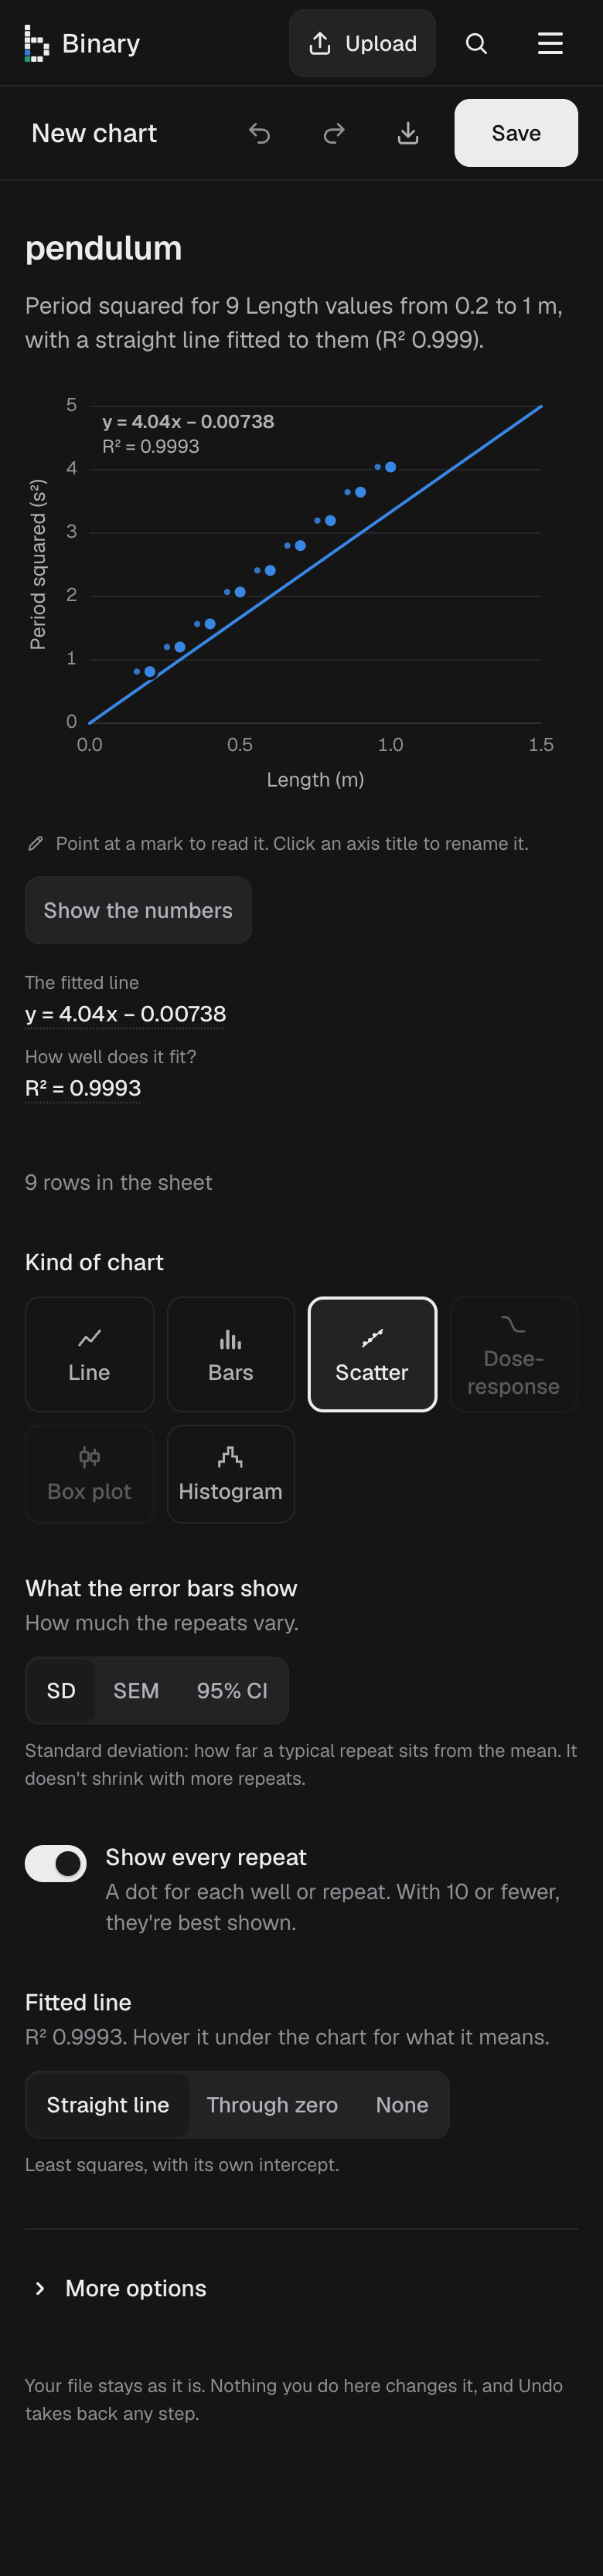 Binary
Upload
New chart
Save
pendulum
Period squared for 9 Length values from 0.2 to 1 m,
with a straight line fitted to them (R² 0.999).
y = 4.04x − 0.00738
R² = 0.9993
Period squared (s²)
5
4
3
2
1
0
0.0
0.5
1.0
1.5
Length (m)
Point at a mark to read it. Click an axis title to rename it.
Show the numbers
The fitted line
y = 4.04x − 0.00738
How well does it fit?
R² = 0.9993
9 rows in the sheet
Kind of chart
Line
Bars
Scatter
Dose-
response
Box plot
Histogram
What the error bars show
How much the repeats vary.
SD
SEM
95% CI
Standard deviation: how far a typical repeat sits from the mean. It
doesn't shrink with more repeats.
Show every repeat
A dot for each well or repeat. With 10 or fewer,
they're best shown.
Fitted line
R² 0.9993. Hover it under the chart for what it means.
Straight line
Through zero
None
Least squares, with its own intercept.
More options
Your file stays as it is. Nothing you do here changes it, and Undo
takes back any step.